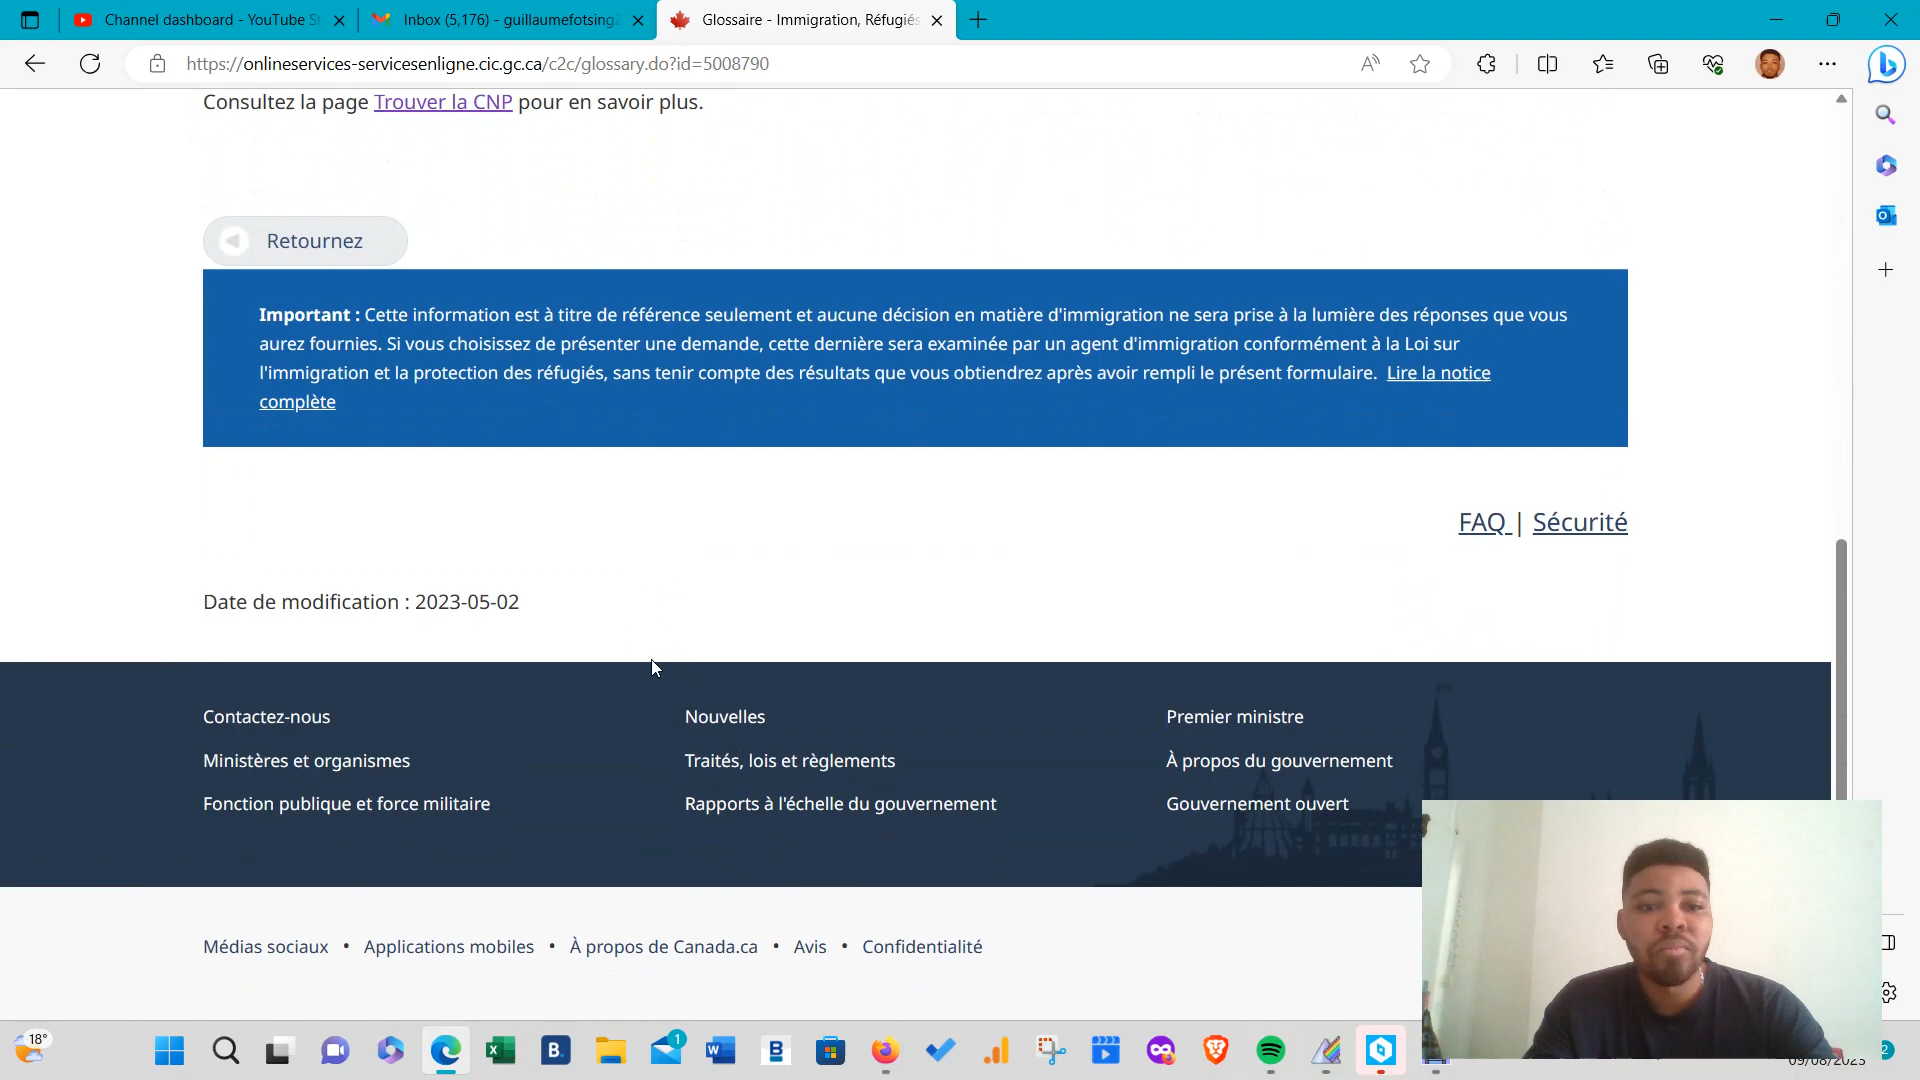 Channel dashboard - YouTube S
Inbox (5,176) - guillaumefotsing
Glossaire - Immigration, Réfugiés
https://onlineservices-servicesenligne.cic.gc.ca/c2c/glossary.do?id=5008790
Consultez la page Trouver la CNP pour en savoir plus.
Retournez
Important : Cette information est à titre de référence seulement et aucune décision en matière d'immigration ne sera prise à la lumière des réponses que vous
aurez fournies. Si vous choisissez de présenter une demande, cette dernière sera examinée par un agent d'immigration conformément à la Loi sur
l'immigration et la protection des réfugiés, sans tenir compte des résultats que vous obtiendrez après avoir rempli le présent formulaire. Lire la notice
complète
FAQ | Sécurité
Date de modification : 2023-05-02
Contactez-nous
Nouvelles
Premier ministre
Ministères et organismes
Traités, lois et règlements
À propos du gouvernement
Fonction publique et force militaire
Rapports à l'échelle du gouvernement
Gouvernement ouvert
Médias sociaux • Applications mobiles • À propos de Canada.ca • Avis • Confidentialité
18°
1
2
09/08/2023